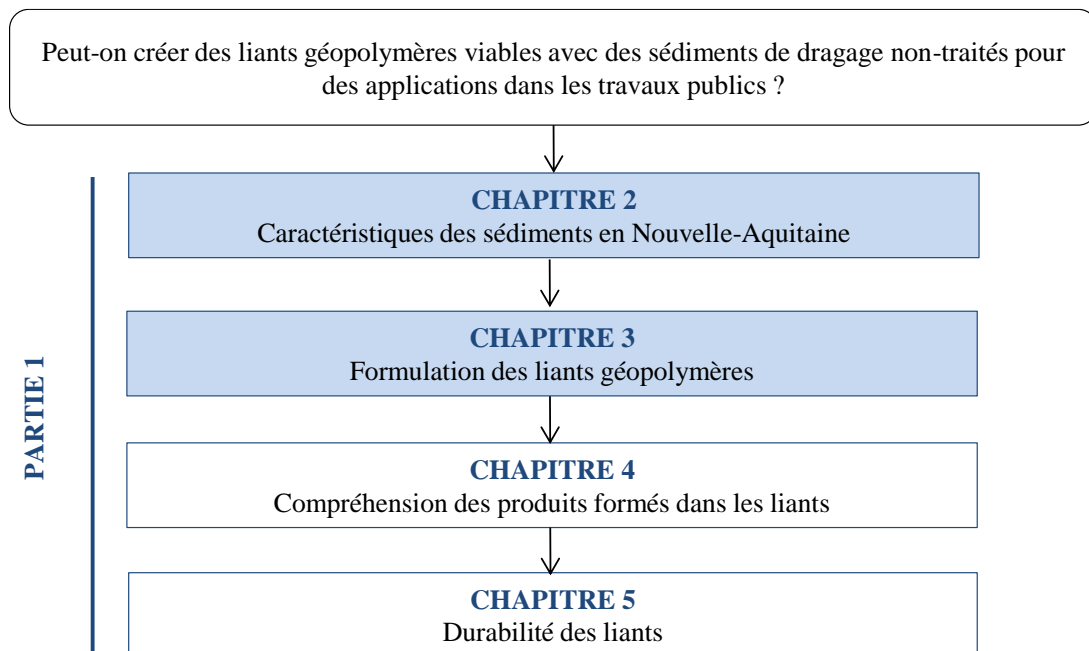 Peut-on créer des liants géopolymères viables avec des sédiments de dragage non-traités pour
des applications dans les travaux publics ?
CHAPITRE 2
Caractéristiques des sédiments en Nouvelle-Aquitaine
PARTIE 1
CHAPITRE 3
Formulation des liants géopolymères
CHAPITRE 4
Compréhension des produits formés dans les liants
CHAPITRE 5
Durabilité des liants